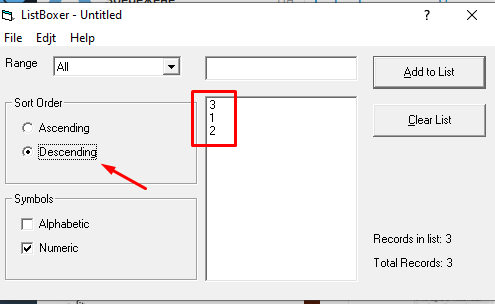 ListBoxer - Untitled
File Edjt Help
Range
All
Add to List
Sort Order
Ascending
Descending
3
1
2
Clear List
Symbols
Alphabetic
Numeric
Records in list: 3
Total Records: 3